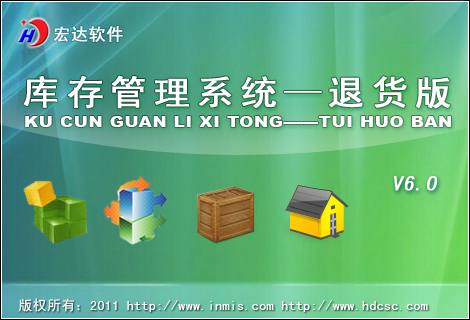 H 宏达软件
库存管理系统—退货版
KU CUN GUAN LI XI TONG——TUI HUO BAN
V6.0
版权所有：2011 http://www.inmis.com http://www.hdcsc.com